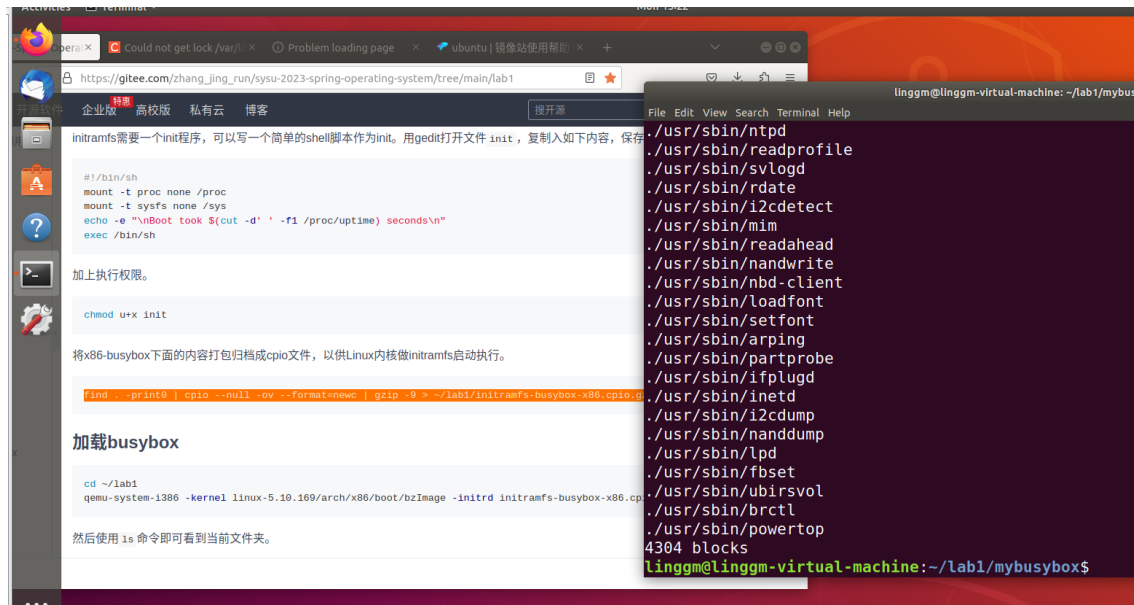 Activities
Terminal
Mon 15:22
Opera ×
Could not get lock /var/li ×
Problem loading page ×
ubuntu | 镜像站使用帮助 ×
https://gitee.com/zhang_jing_run/sysu-2023-spring-operating-system/tree/main/lab1
开源软件 企业版 特惠 高校版 私有云 博客
搜开源
initramfs需要一个init程序，可以写一个简单的shell脚本作为init。用gedit打开文件 init，复制入如下内容，保存
#!/bin/sh
mount -t proc none /proc
mount -t sysfs none /sys
echo -e "\nBoot took $(cut -d' ' -f1 /proc/uptime) seconds\n"
exec /bin/sh
加上执行权限。
chmod u+x init
将x86-busybox下面的内容打包归档成cpio文件，以供Linux内核做initramfs启动执行。
find . -print0 | cpio --null -ov --format=newc | gzip -9 > ~/lab1/initramfs-busybox-x86.cpio.gz
加载busybox
cd ~/lab1
qemu-system-i386 -kernel linux-5.10.169/arch/x86/boot/bzImage -initrd initramfs-busybox-x86.cpi
然后使用 ls 命令即可看到当前文件夹。
linggm@linggm-virtual-machine: ~/lab1/mybus
File Edit View Search Terminal Help
./usr/sbin/ntpd
./usr/sbin/readprofile
./usr/sbin/svlogd
./usr/sbin/rdate
./usr/sbin/i2cdetect
./usr/sbin/mim
./usr/sbin/readahead
./usr/sbin/nandwrite
./usr/sbin/nbd-client
./usr/sbin/loadfont
./usr/sbin/setfont
./usr/sbin/arping
./usr/sbin/partprobe
./usr/sbin/ifplugd
./usr/sbin/inetd
./usr/sbin/i2cdump
./usr/sbin/nanddump
./usr/sbin/lpd
./usr/sbin/fbset
./usr/sbin/ubirsvol
./usr/sbin/brctl
./usr/sbin/powertop
4304 blocks
linggm@linggm-virtual-machine:~/lab1/mybusybox$